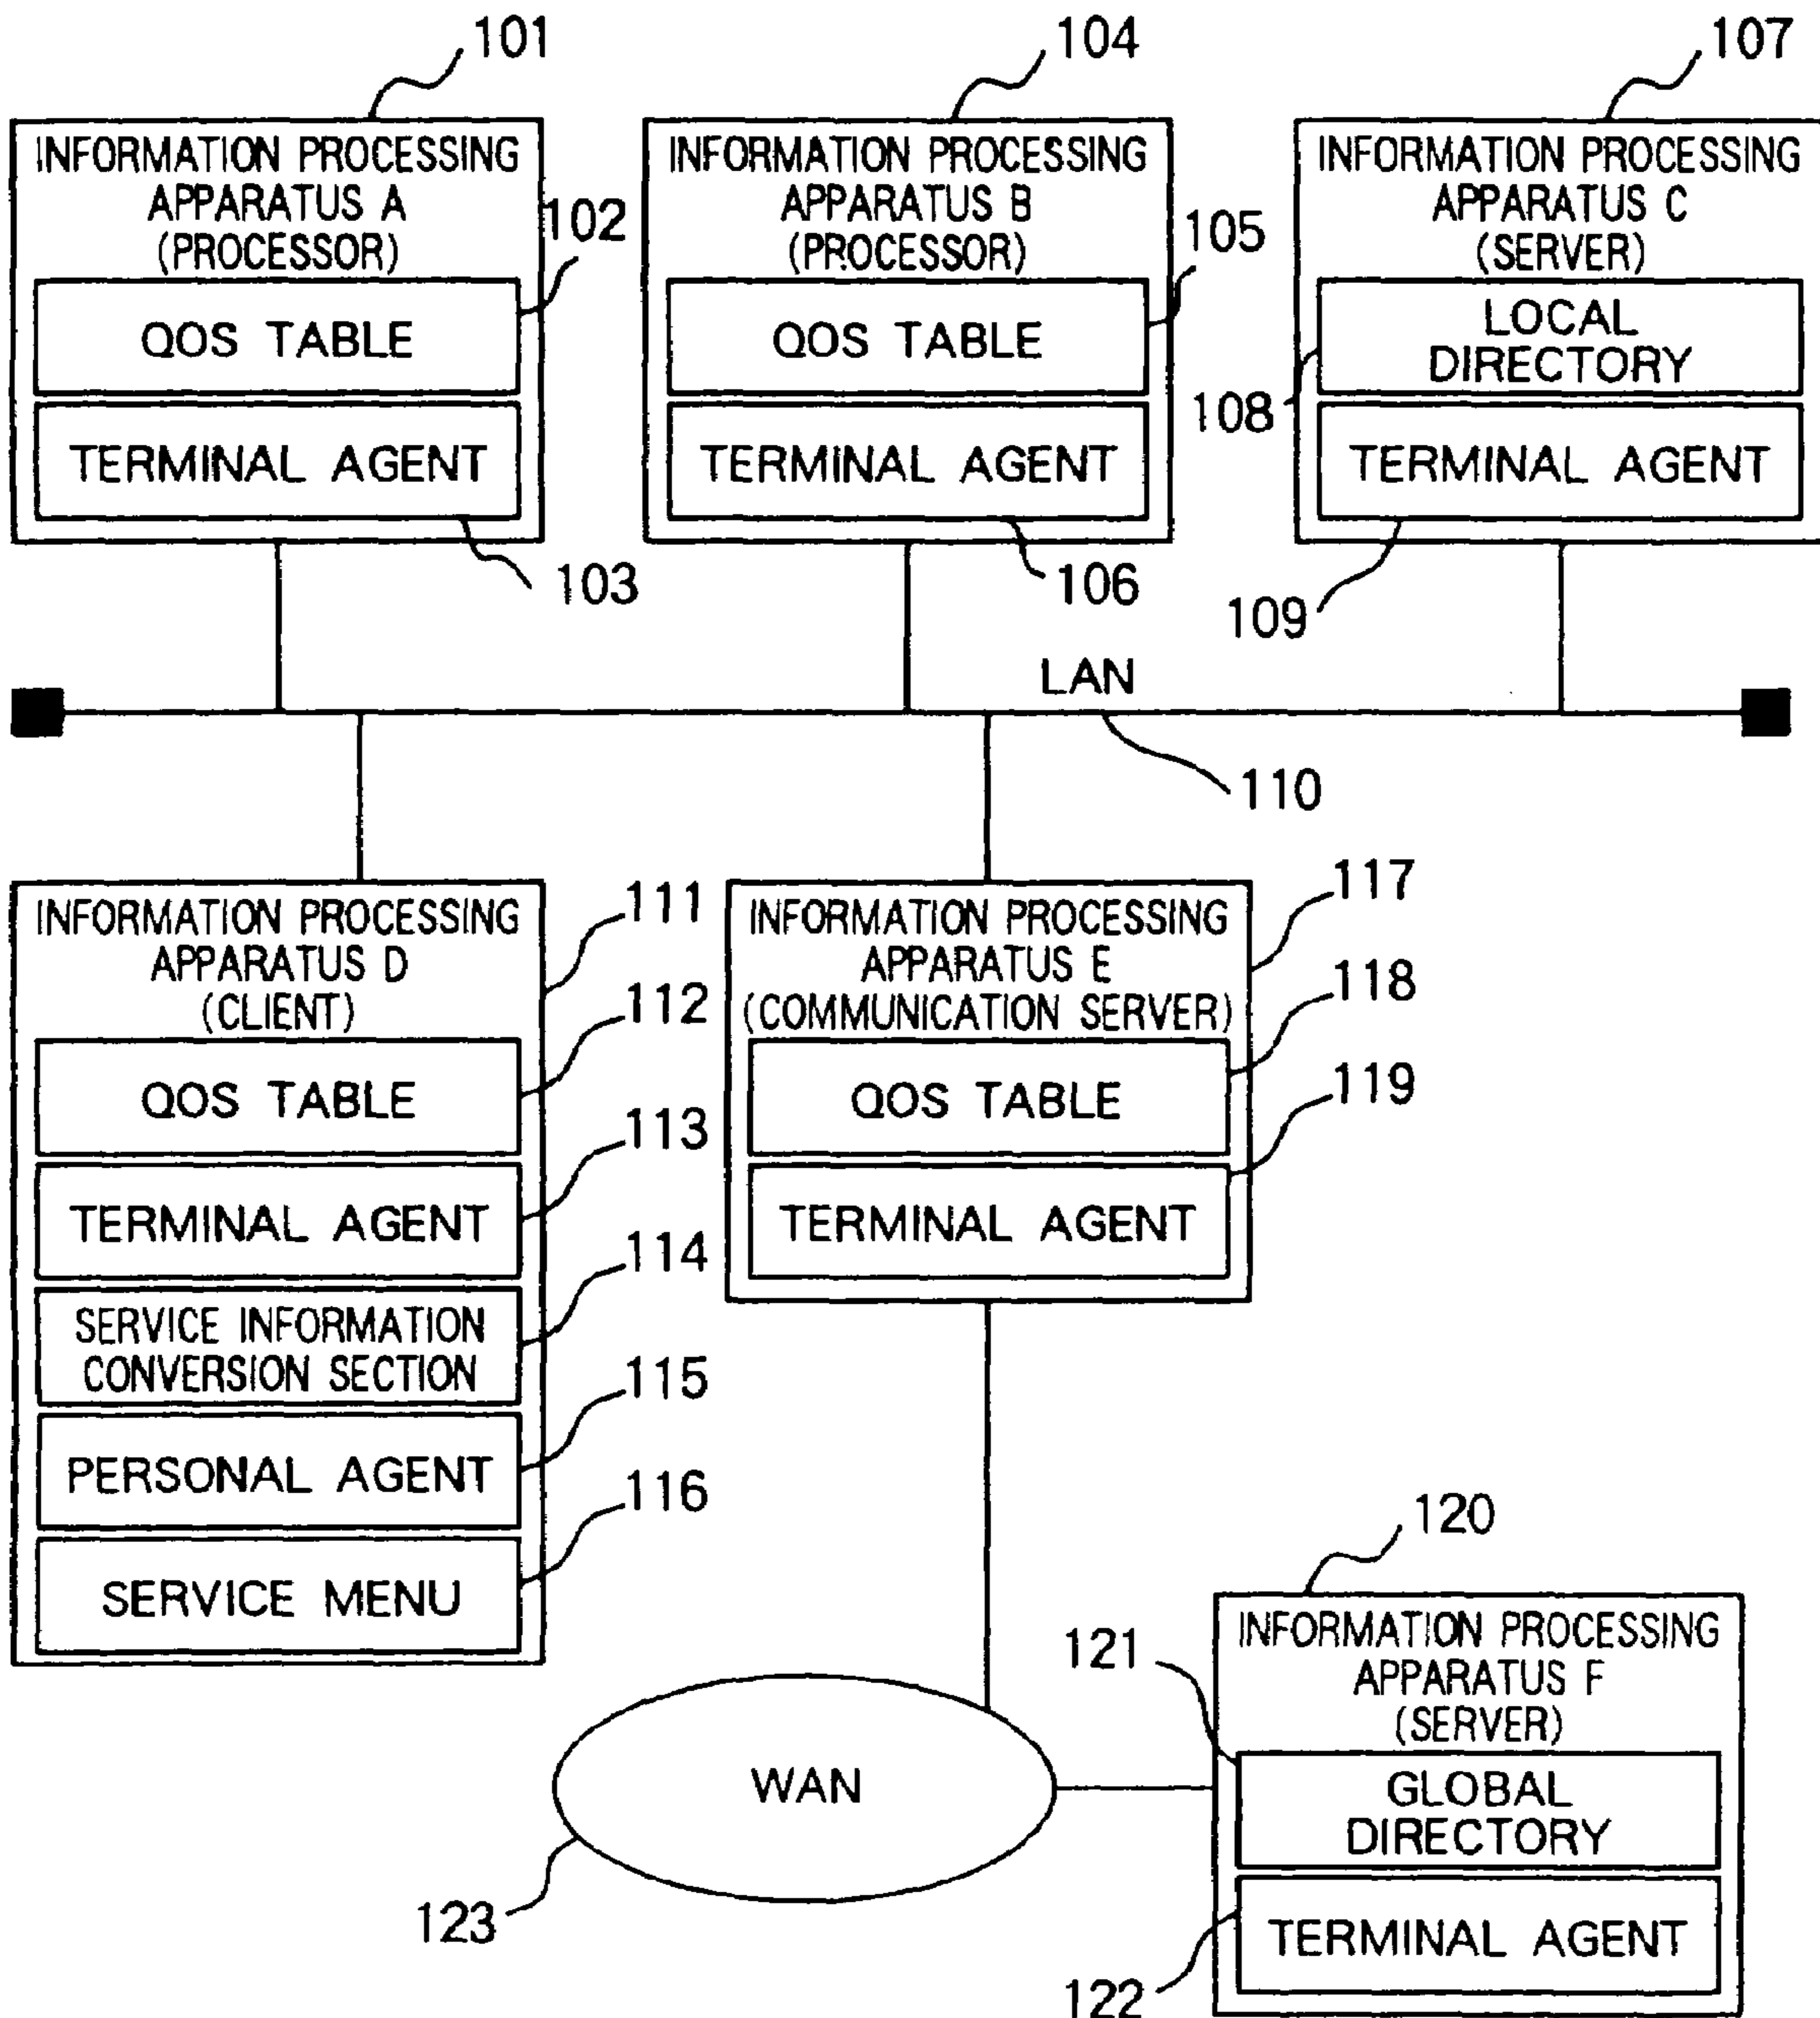 101
104
107
INFORMATION PROCESSING
APPARATUS A
(PROCESSOR)
102
QOS TABLE
TERMINAL AGENT
103
INFORMATION PROCESSING
APPARATUS B
(PROCESSOR)
105
QOS TABLE
TERMINAL AGENT
106
INFORMATION PROCESSING
APPARATUS C
(SERVER)
LOCAL
DIRECTORY
108
TERMINAL AGENT
109
LAN
110
INFORMATION PROCESSING
APPARATUS D
(CLIENT)
111
112
QOS TABLE
113
TERMINAL AGENT
114
SERVICE INFORMATION
CONVERSION SECTION
115
PERSONAL AGENT
116
SERVICE MENU
117
INFORMATION PROCESSING
APPARATUS E
(COMMUNICATION SERVER)
118
QOS TABLE
119
TERMINAL AGENT
120
INFORMATION PROCESSING
APPARATUS F
(SERVER)
121
GLOBAL
DIRECTORY
TERMINAL AGENT
122
WAN
123